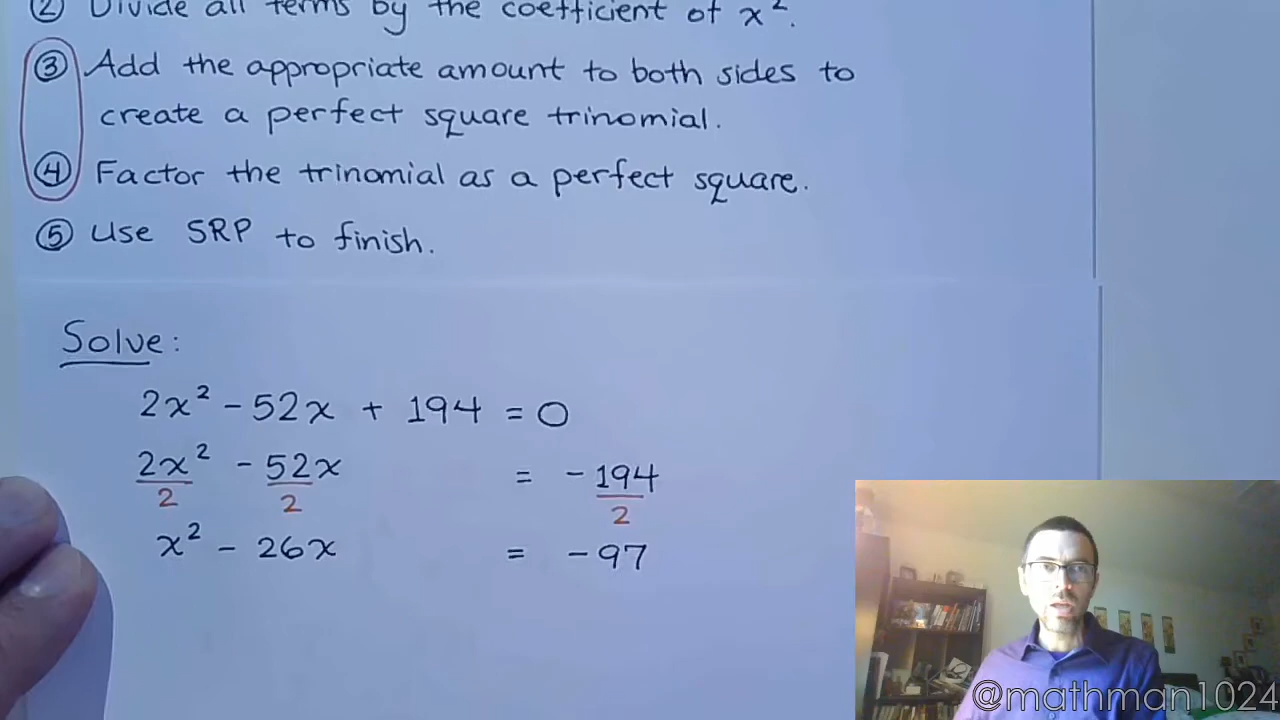 ② Divide all terms by the coefficient of x².
③ Add the appropriate amount to both sides to
create a perfect square trinomial.
④ Factor the trinomial as a perfect square.
⑤ Use SRP to finish.
Solve:
2x² - 52x + 194 = 0
2x²/2 - 52x/2 = -194/2
x² - 26x = -97
@mathman1024